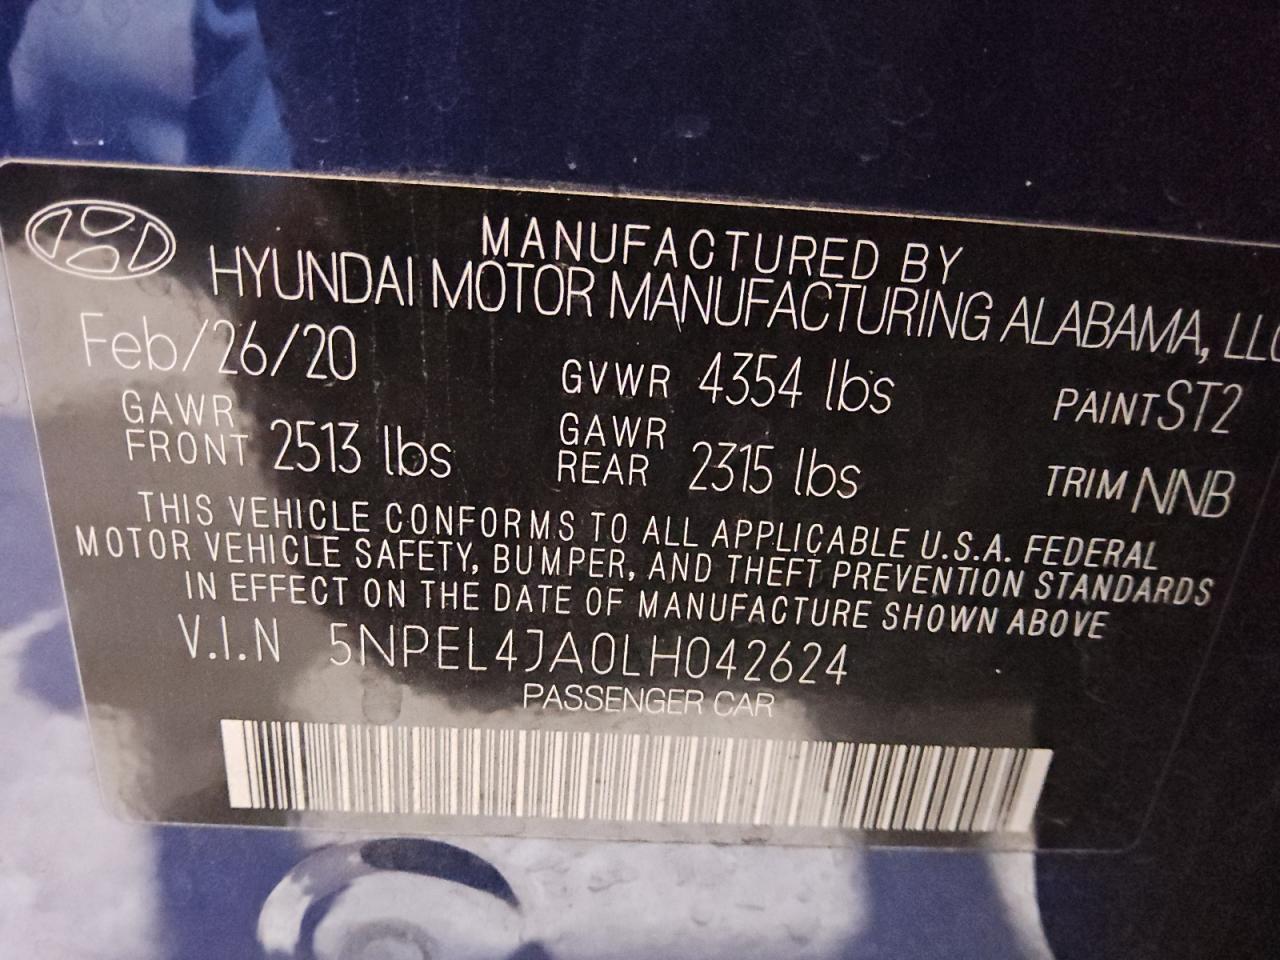 MANUFACTURED BY
HYUNDAI MOTOR MANUFACTURING ALABAMA, LLC
Feb/26/20
GVWR 4354 lbs
PAINT ST2
GAWR FRONT 2513 lbs
GAWR REAR 2315 lbs
TRIM NNB
THIS VEHICLE CONFORMS TO ALL APPLICABLE U.S.A. FEDERAL
MOTOR VEHICLE SAFETY, BUMPER, AND THEFT PREVENTION STANDARDS
IN EFFECT ON THE DATE OF MANUFACTURE SHOWN ABOVE
V.I.N 5NPEL4JA0LH042624
PASSENGER CAR